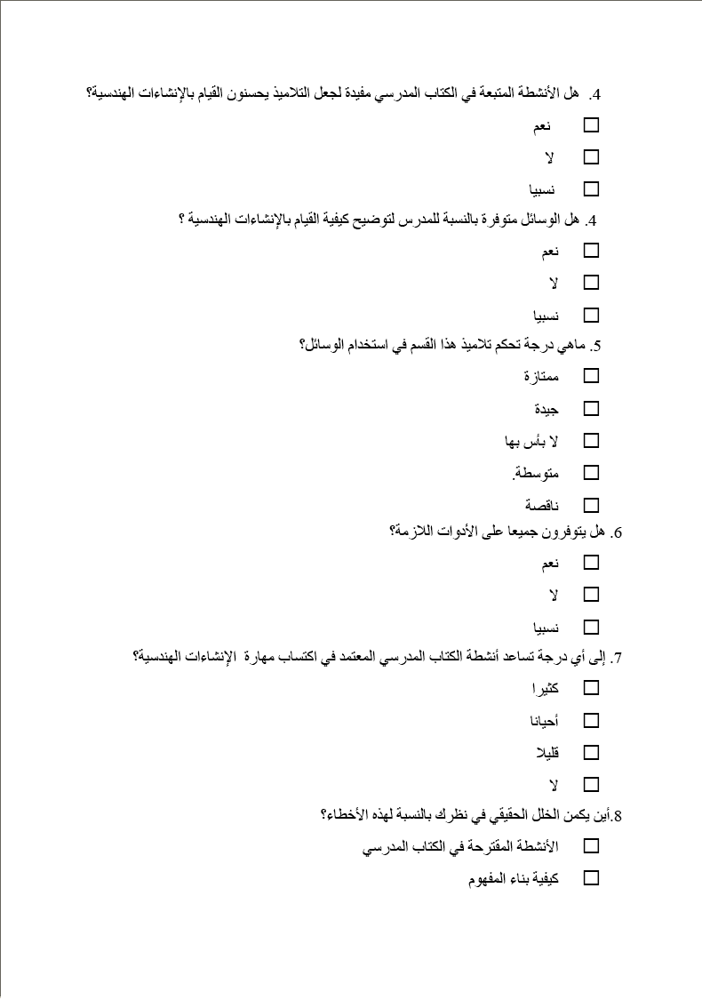 4. هل الأنشطة المتبعة في الكتاب المدرسي مفيدة لجعل التلاميذ يحسنون القيام بالإنشاءات الهندسية؟
نعم
لا
نسبيا
4. هل الوسائل متوفرة بالنسبة للمدرس لتوضيح كيفية القيام بالإنشاءات الهندسية ؟
نعم
لا
نسبيا
5. ماهي درجة تحكم تلاميذ هذا القسم في استخدام الوسائل؟
ممتازة
جيدة
لا بأس بها
متوسطة.
ناقصة
6. هل يتوفرون جميعا على الأدوات اللازمة؟
نعم
لا
نسبيا
7. إلى أي درجة تساعد أنشطة الكتاب المدرسي المعتمد في اكتساب مهارة الإنشاءات الهندسية؟
كثيرا
أحيانا
قليلا
لا
8.أين يكمن الخلل الحقيقي في نظرك بالنسبة لهذه الأخطاء؟
الأنشطة المقترحة في الكتاب المدرسي
كيفية بناء المفهوم